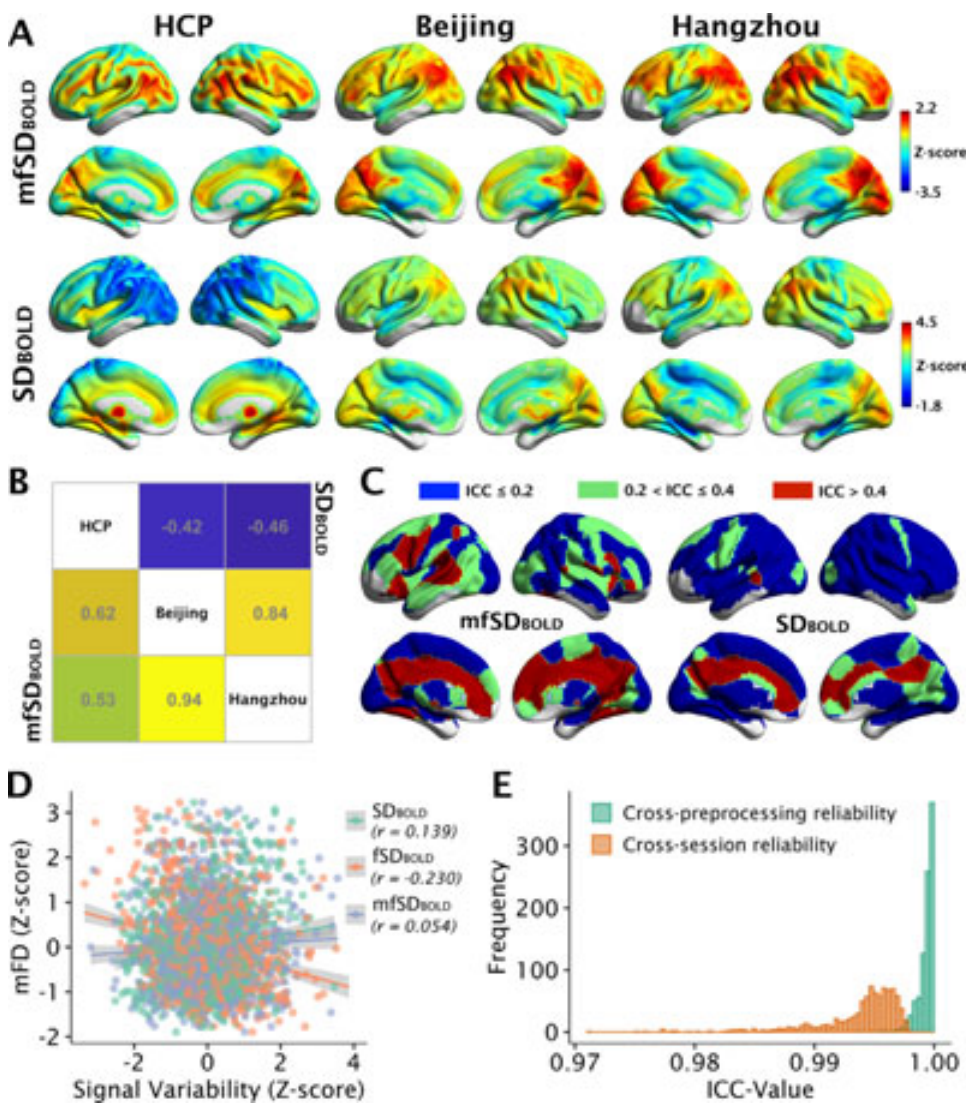 A
HCP
Beijing
Hangzhou
mfSDBOLD
2.2
Z-score
-3.5
SDBOLD
4.5
Z-score
-1.8
B
HCP
-0.42
-0.46
SDBOLD
0.62
Beijing
0.84
mfSDBOLD
0.53
0.94
Hangzhou
C
ICC ≤ 0.2
0.2 < ICC ≤ 0.4
ICC > 0.4
mfSDBOLD
SDBOLD
D
mFD (Z-score)
3
2
1
0
-1
-2
-2
0
2
4
Signal Variability (Z-score)
SDBOLD
(r = 0.139)
fSDBOLD
(r = -0.230)
mfSDBOLD
(r = 0.054)
E
Cross-preprocessing reliability
Cross-session reliability
Frequency
300
200
100
0
0.97
0.98
0.99
1.00
ICC-Value